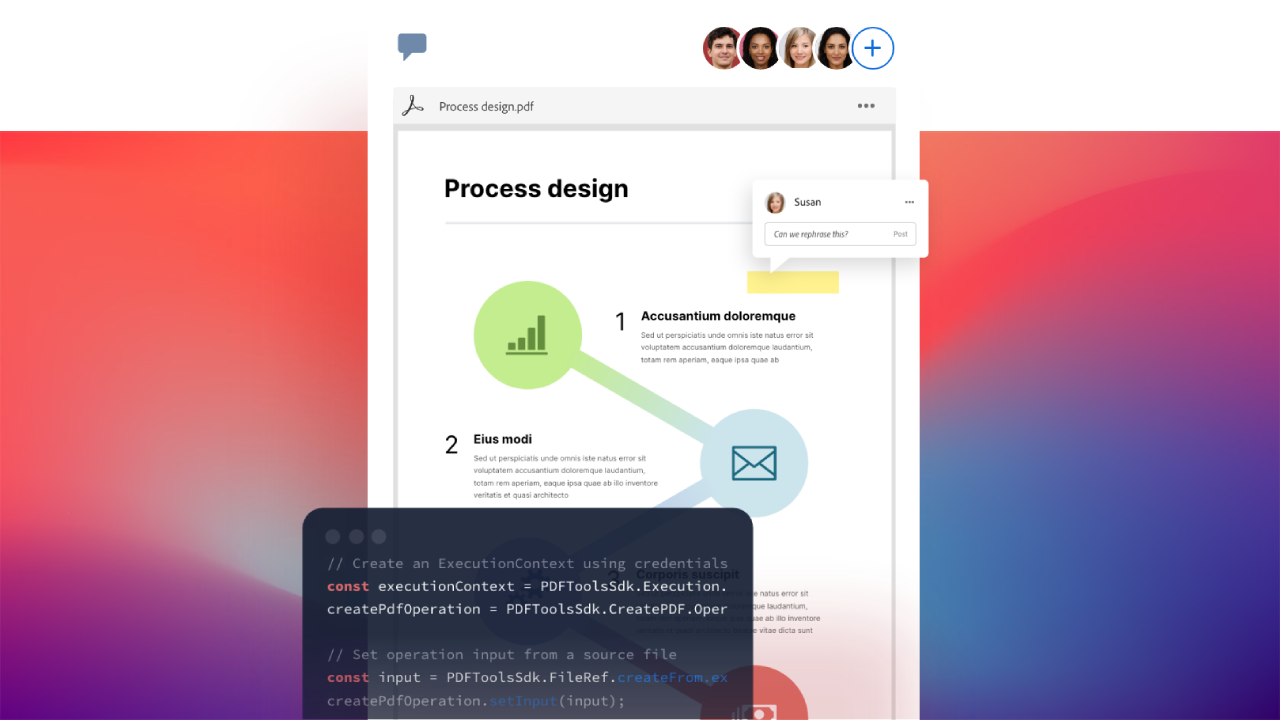 Process design.pdf
Process design
Susan
Can we rephrase this?
Post
1
Accusantium doloremque
Sed ut perspiciatis unde omnis iste natus error sit
voluptatem accusantium doloremque laudantium,
totam rem aperiam, eaque ipsa quae ab
2
Eius modi
Sed ut perspiciatis unde omnis iste natus error sit
voluptatem accusantium doloremque laudantium,
totam rem aperiam, eaque ipsa quae ab illo inventore
veritatis et quasi architecto
3
Corporis suscipit
natus error sit
laudantium,
ab illo inventore
vitae dicta sunt
// Create an ExecutionContext using credentials
const executionContext = PDFToolsSdk.Execution.
createPdfOperation = PDFToolsSdk.CreatePDF.Oper
// Set operation input from a source file
const input = PDFToolsSdk.FileRef.createFrom.ex
createPdfOperation.setInput(input);